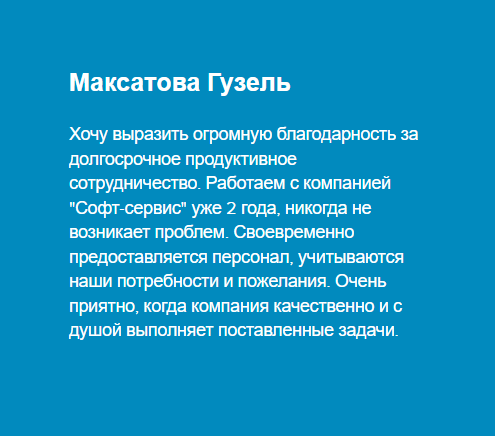 Максатова Гузель
Хочу выразить огромную благодарность за
долгосрочное продуктивное
сотрудничество. Работаем с компанией
"Софт-сервис" уже 2 года, никогда не
возникает проблем. Своевременно
предоставляется персонал, учитываются
наши потребности и пожелания. Очень
приятно, когда компания качественно и с
душой выполняет поставленные задачи.